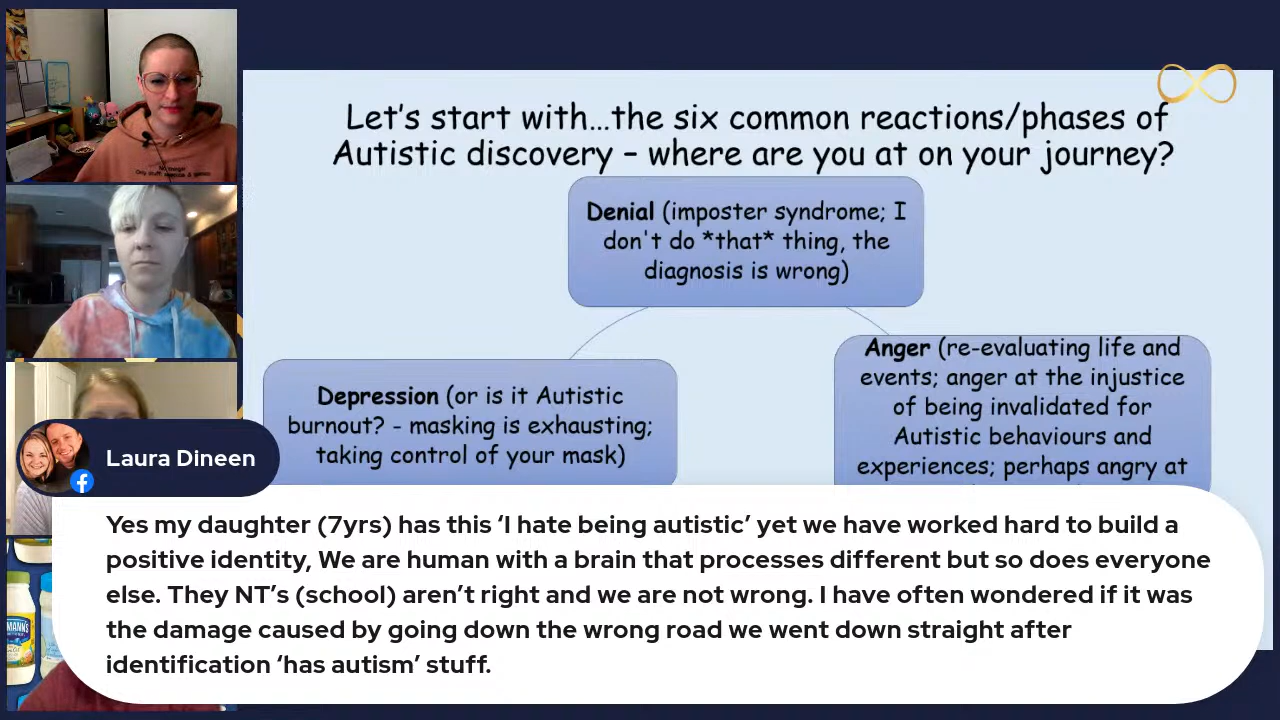 Let's start with…the six common reactions/phases of
Autistic discovery – where are you at on your journey?
Denial (imposter syndrome; I
don't do *that* thing, the
diagnosis is wrong)
Depression (or is it Autistic
burnout? - masking is exhausting;
taking control of your mask)
Anger (re-evaluating life and
events; anger at the injustice
of being invalidated for
Autistic behaviours and
experiences; perhaps angry at
Laura Dineen
Yes my daughter (7yrs) has this ‘I hate being autistic’ yet we have worked hard to build a
positive identity, We are human with a brain that processes different but so does everyone
else. They NT’s (school) aren’t right and we are not wrong. I have often wondered if it was
the damage caused by going down the wrong road we went down straight after
identification ‘has autism’ stuff.